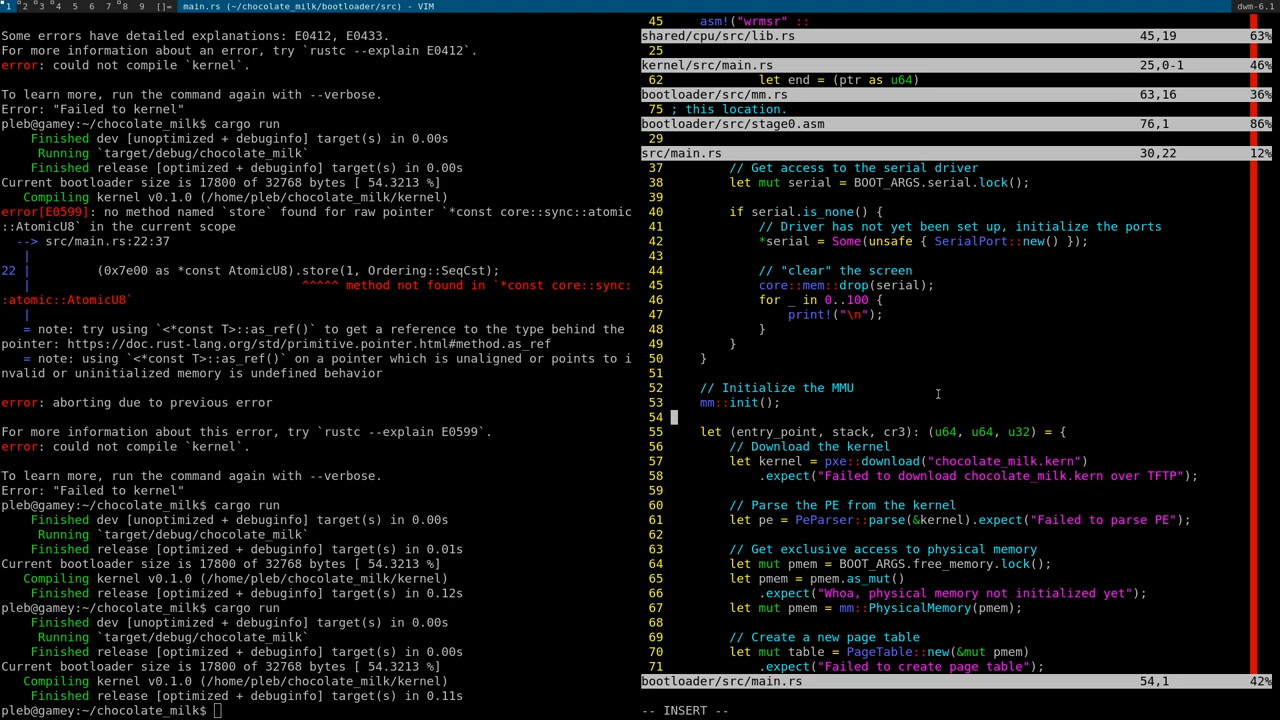 1 2 3 4 5 6 7 8 9 []= main.rs (~/chocolate_milk/bootloader/src) - VIM dwm-6.1
Some errors have detailed explanations: E0412, E0433.
For more information about an error, try `rustc --explain E0412`.
error: could not compile `kernel`.
To learn more, run the command again with --verbose.
Error: "Failed to kernel"
pleb@gamey:~/chocolate_milk$ cargo run
Finished dev [unoptimized + debuginfo] target(s) in 0.00s
Running `target/debug/chocolate_milk`
Finished release [optimized + debuginfo] target(s) in 0.00s
Current bootloader size is 17800 of 32768 bytes [ 54.3213 %]
Compiling kernel v0.1.0 (/home/pleb/chocolate_milk/kernel)
error[E0599]: no method named `store` found for raw pointer `*const core::sync::atomic
::AtomicU8` in the current scope
--> src/main.rs:22:37
|
22 | (0x7e00 as *const AtomicU8).store(1, Ordering::SeqCst);
| ^^^^^ method not found in `*const core::sync:
:atomic::AtomicU8`
|
= note: try using `<*const T>::as_ref()` to get a reference to the type behind the
pointer: https://doc.rust-lang.org/std/primitive.pointer.html#method.as_ref
= note: using `<*const T>::as_ref()` on a pointer which is unaligned or points to i
nvalid or uninitialized memory is undefined behavior
error: aborting due to previous error
For more information about this error, try `rustc --explain E0599`.
error: could not compile `kernel`.
To learn more, run the command again with --verbose.
Error: "Failed to kernel"
pleb@gamey:~/chocolate_milk$ cargo run
Finished dev [unoptimized + debuginfo] target(s) in 0.00s
Running `target/debug/chocolate_milk`
Finished release [optimized + debuginfo] target(s) in 0.01s
Current bootloader size is 17800 of 32768 bytes [ 54.3213 %]
Compiling kernel v0.1.0 (/home/pleb/chocolate_milk/kernel)
Finished release [optimized + debuginfo] target(s) in 0.12s
pleb@gamey:~/chocolate_milk$ cargo run
Finished dev [unoptimized + debuginfo] target(s) in 0.00s
Running `target/debug/chocolate_milk`
Finished release [optimized + debuginfo] target(s) in 0.00s
Current bootloader size is 17800 of 32768 bytes [ 54.3213 %]
Compiling kernel v0.1.0 (/home/pleb/chocolate_milk/kernel)
Finished release [optimized + debuginfo] target(s) in 0.11s
pleb@gamey:~/chocolate_milk$
45 asm!("wrmsr" ::
shared/cpu/src/lib.rs 45,19 63%
25
kernel/src/main.rs 25,0-1 46%
62 let end = (ptr as u64)
bootloader/src/mm.rs 63,16 36%
75 ; this location.
bootloader/src/stage0.asm 76,1 86%
29
src/main.rs 30,22 12%
37 // Get access to the serial driver
38 let mut serial = BOOT_ARGS.serial.lock();
39
40 if serial.is_none() {
41 // Driver has not yet been set up, initialize the ports
42 *serial = Some(unsafe { SerialPort::new() });
43
44 // "clear" the screen
45 core::mem::drop(serial);
46 for _ in 0..100 {
47 print!("\n");
48 }
49 }
50 }
51
52 // Initialize the MMU
53 mm::init();
54
55 let (entry_point, stack, cr3): (u64, u64, u32) = {
56 // Download the kernel
57 let kernel = pxe::download("chocolate_milk.kern")
58 .expect("Failed to download chocolate_milk.kern over TFTP");
59
60 // Parse the PE from the kernel
61 let pe = PeParser::parse(&kernel).expect("Failed to parse PE");
62
63 // Get exclusive access to physical memory
64 let mut pmem = BOOT_ARGS.free_memory.lock();
65 let pmem = pmem.as_mut()
66 .expect("Whoa, physical memory not initialized yet");
67 let mut pmem = mm::PhysicalMemory(pmem);
68
69 // Create a new page table
70 let mut table = PageTable::new(&mut pmem)
71 .expect("Failed to create page table");
bootloader/src/main.rs 54,1 42%
-- INSERT --